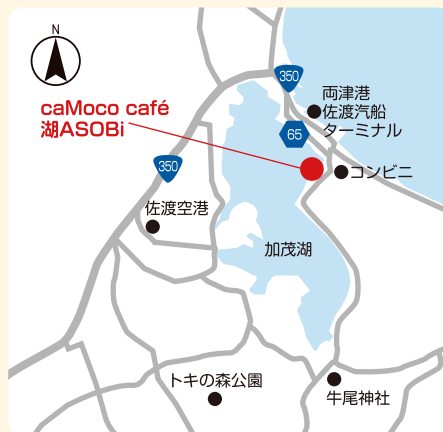 N
350
両津港
佐渡汽船
ターミナル
caMoco café
湖ASOBi
65
350
コンビニ
佐渡空港
加茂湖
トキの森公園
牛尾神社